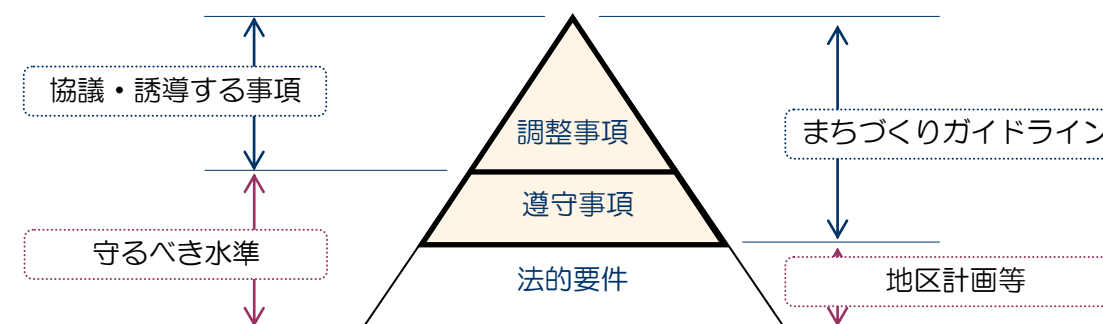 協議・誘導する事項
調整事項
まちづくりガイドライン
遵守事項
守るべき水準
法的要件
地区計画等